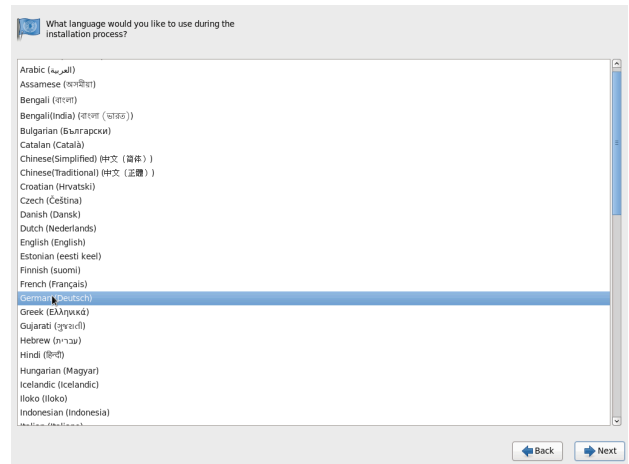 What language would you like to use during the
installation process?
Arabic (العربية)
Assamese (অসমীয়া)
Bengali (বাংলা)
Bengali(India) (বাংলা (ভারত))
Bulgarian (Български)
Catalan (Català)
Chinese(Simplified) (中文（简体）)
Chinese(Traditional) (中文（正體）)
Croatian (Hrvatski)
Czech (Čeština)
Danish (Dansk)
Dutch (Nederlands)
English (English)
Estonian (eesti keel)
Finnish (suomi)
French (Français)
German (Deutsch)
Greek (Ελληνικά)
Gujarati (ગુજરાતી)
Hebrew (עברית)
Hindi (हिन्दी)
Hungarian (Magyar)
Icelandic (Icelandic)
Iloko (Iloko)
Indonesian (Indonesia)
Italian (Italiano)
Back
Next